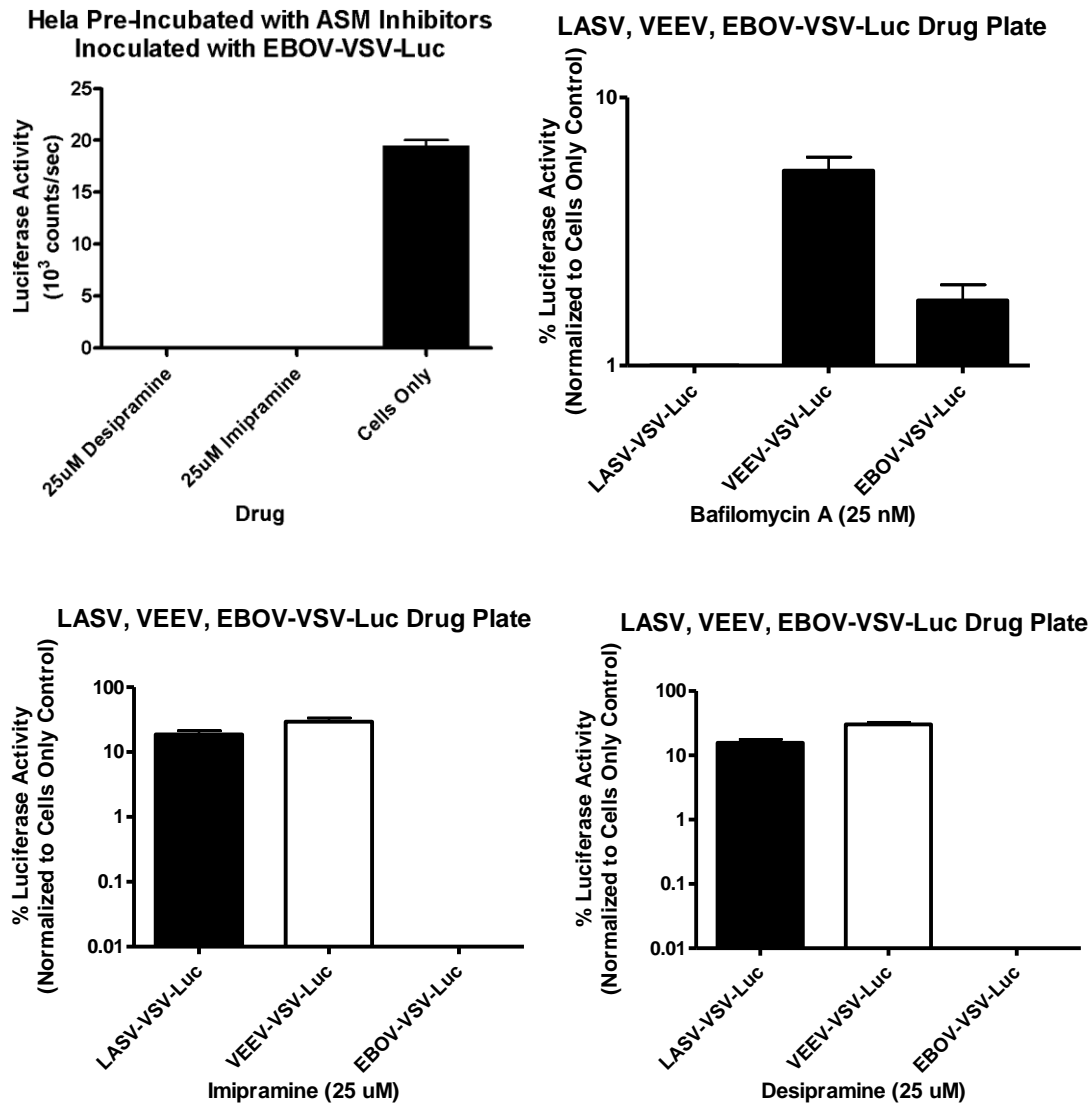 Hela Pre-Incubated with ASM Inhibitors
Inoculated with EBOV-VSV-Luc
Luciferase Activity
(10³ counts/sec)
25
20
15
10
5
0
25uM Desipramine
25uM Imipramine
Cells Only
Drug
LASV, VEEV, EBOV-VSV-Luc Drug Plate
% Luciferase Activity
(Normalized to Cells Only Control)
10
1
LASV-VSV-Luc
VEEV-VSV-Luc
EBOV-VSV-Luc
Bafilomycin A (25 nM)
LASV, VEEV, EBOV-VSV-Luc Drug Plate
% Luciferase Activity
(Normalized to Cells Only Control)
100
10
1
0.1
0.01
LASV-VSV-Luc
VEEV-VSV-Luc
EBOV-VSV-Luc
Imipramine (25 uM)
LASV, VEEV, EBOV-VSV-Luc Drug Plate
% Luciferase Activity
(Normalized to Cells Only Control)
100
10
1
0.1
0.01
LASV-VSV-Luc
VEEV-VSV-Luc
EBOV-VSV-Luc
Desipramine (25 uM)